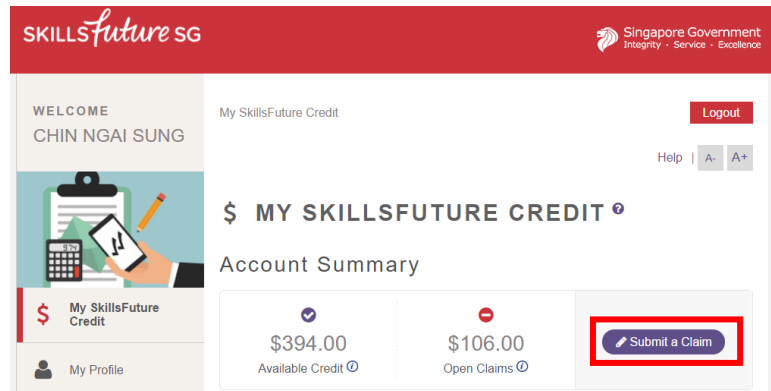 SKILLSfuture SG
Singapore Government
Integrity · Service · Excellence
WELCOME
CHIN NGAI SUNG
My SkillsFuture Credit
Logout
Help | A- A+
974
$ MY SKILLSFUTURE CREDIT ?
Account Summary
$ My SkillsFuture
Credit
My Profile
$394.00
Available Credit i
$106.00
Open Claims i
Submit a Claim